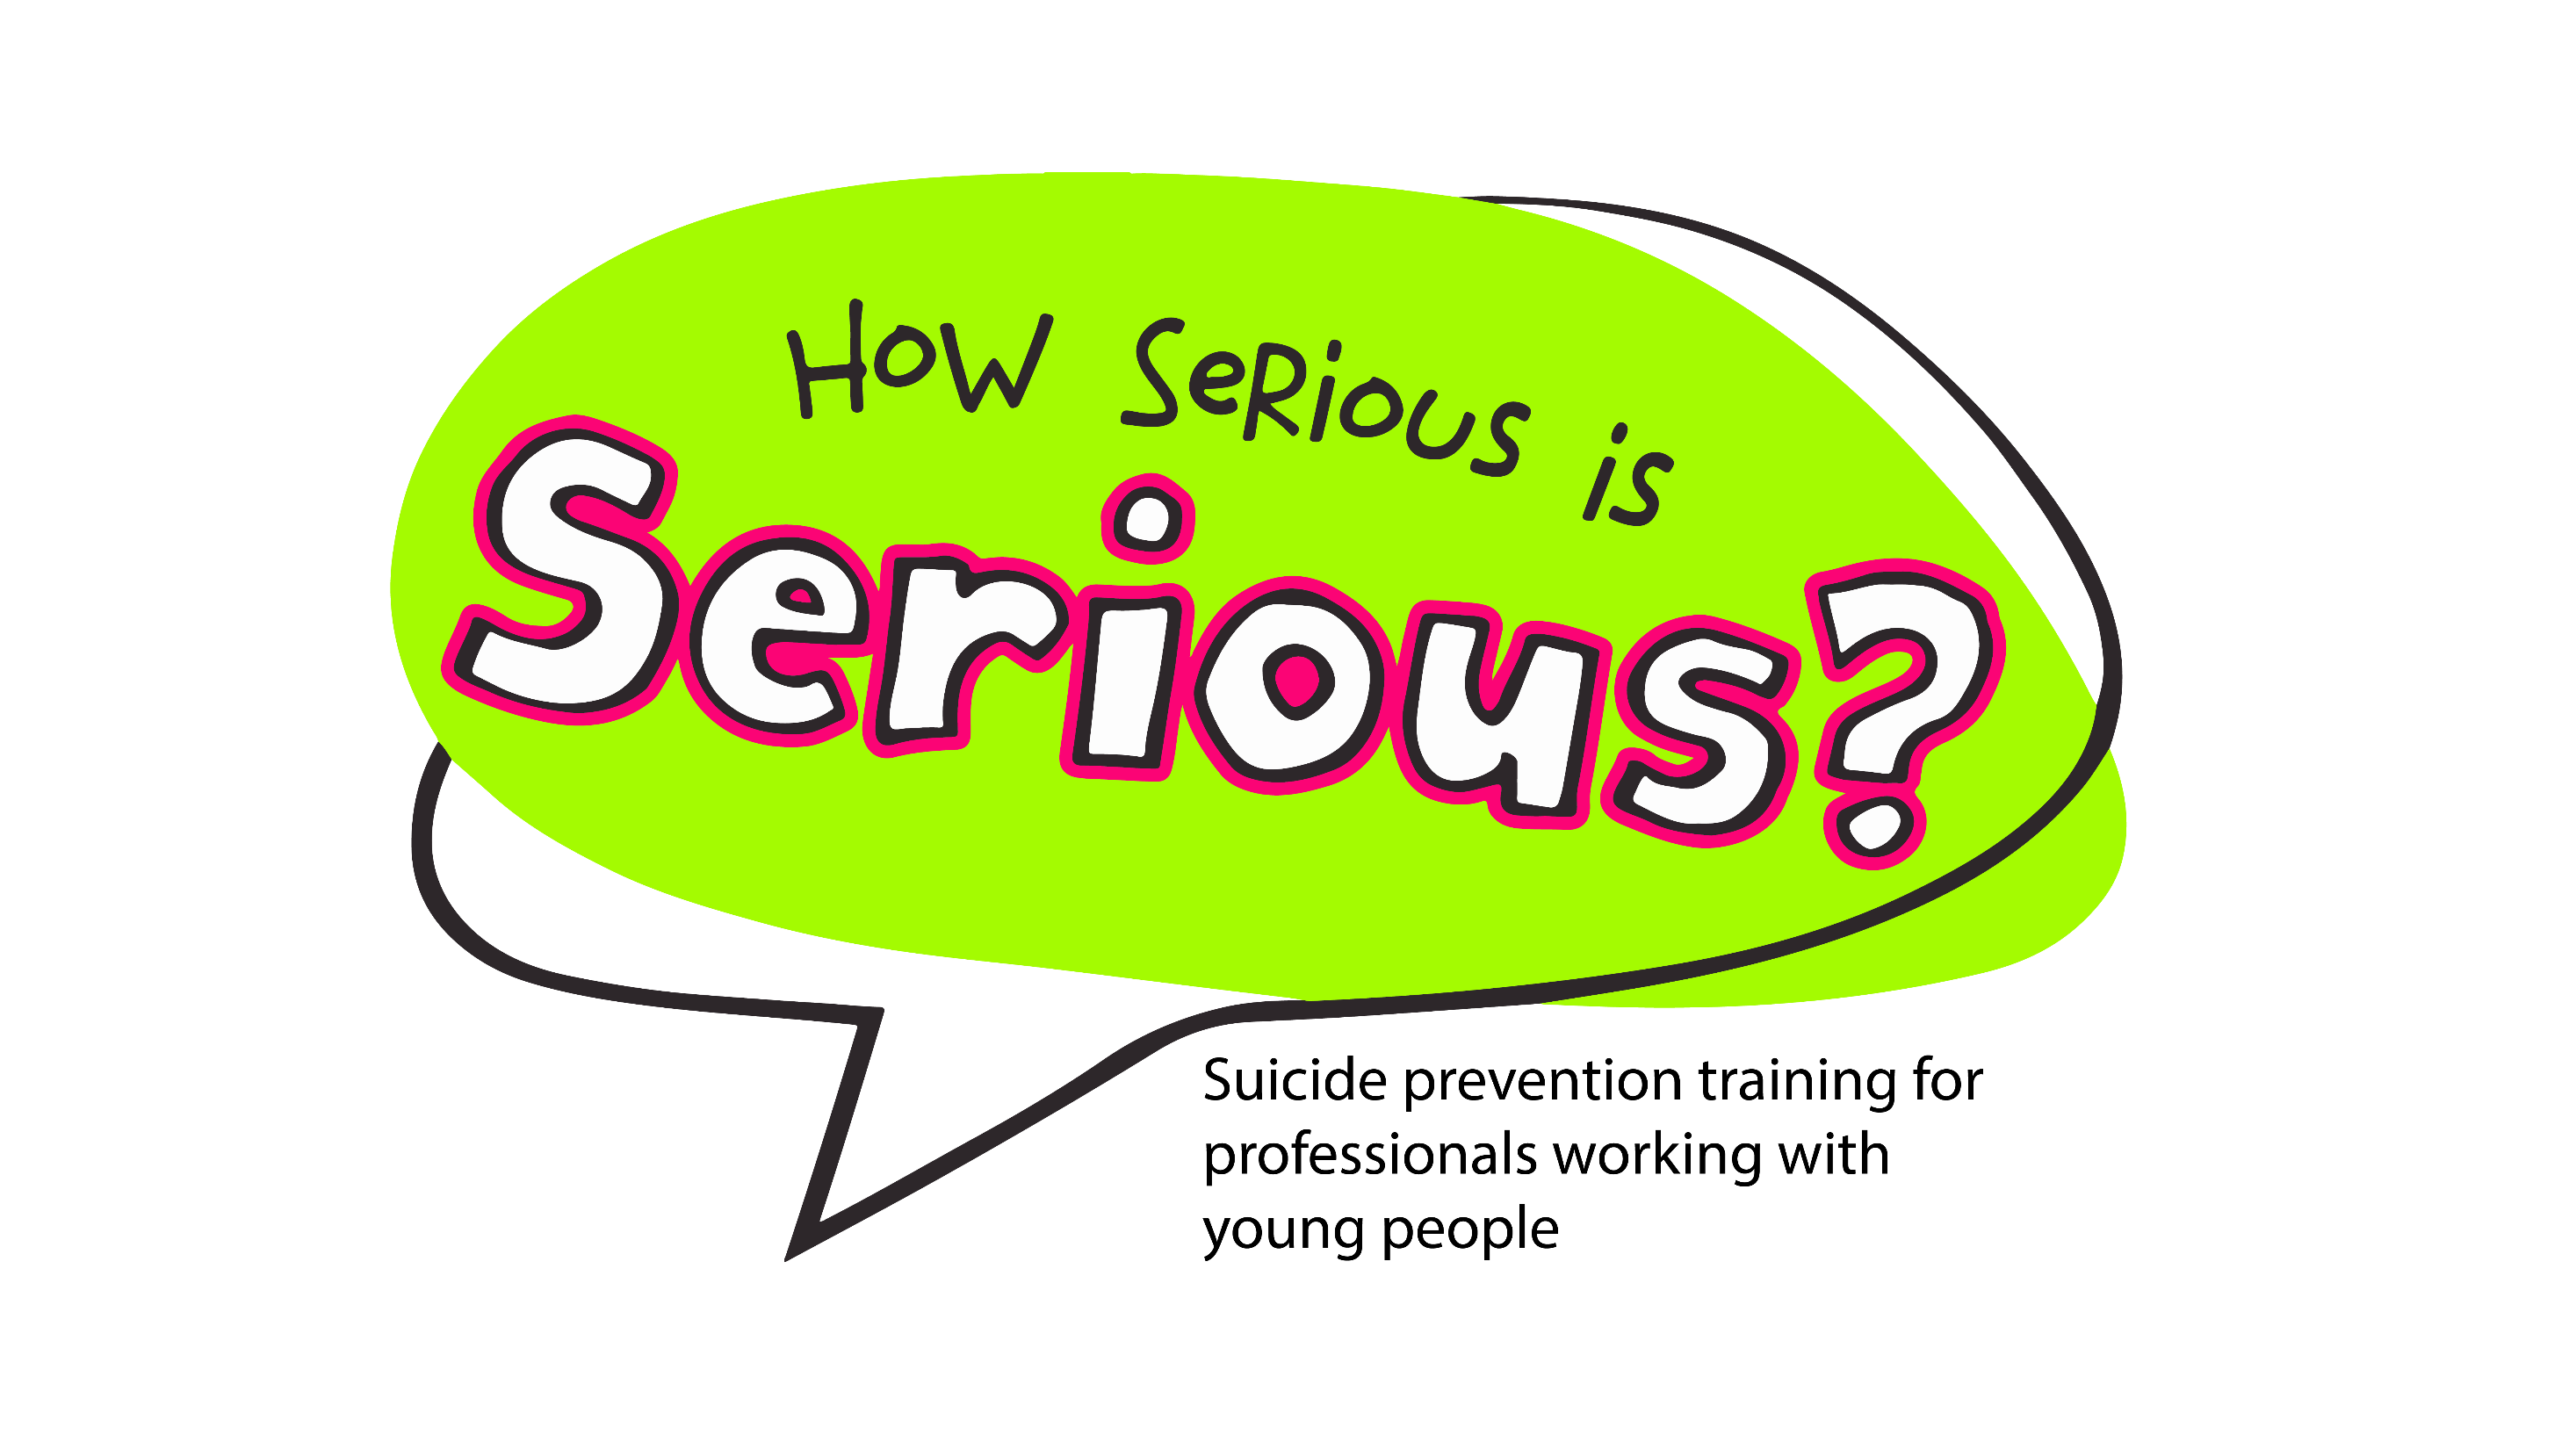 How Serious is
Serious?
Suicide prevention training for
professionals working with
young people